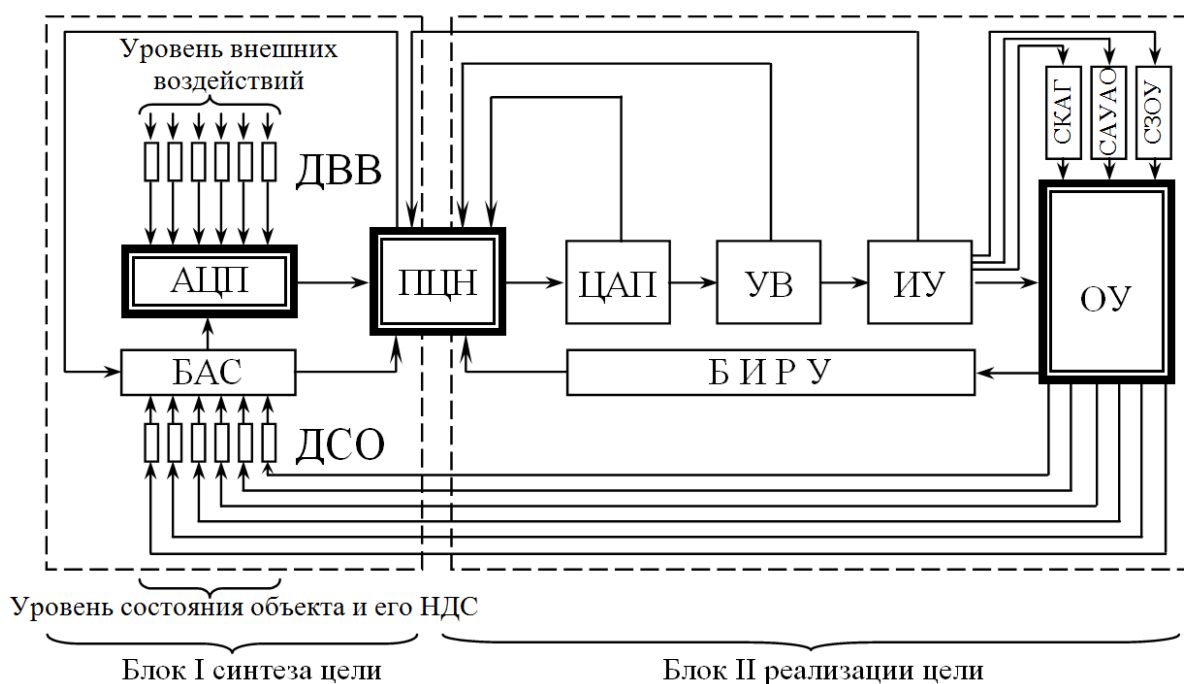 Уровень внешних
воздействий
ДВВ
СКАГ
САУАО
СЗОУ
АЦП
ПЦН
ЦАП
УВ
ИУ
ОУ
БАС
Б И Р У
ДСО
Уровень состояния объекта и его НДС
Блок I синтеза цели
Блок II реализации цели